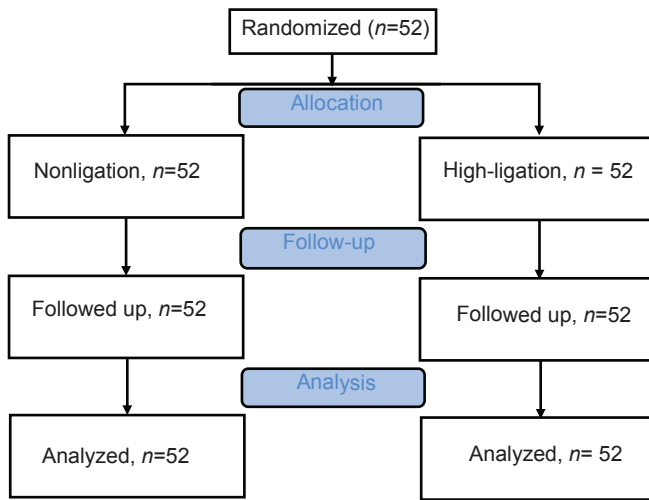 Randomized (n=52)
Allocation
Nonligation, n=52
High-ligation, n = 52
Follow-up
Followed up, n=52
Followed up, n=52
Analysis
Analyzed, n=52
Analyzed, n= 52